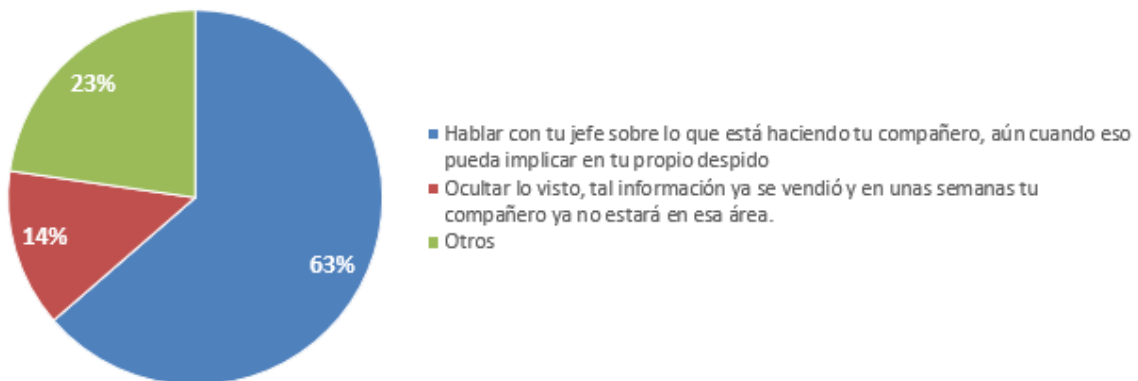 23%
14%
63%
Hablar con tu jefe sobre lo que está haciendo tu compañero, aún cuando eso
pueda implicar en tu propio despido
Ocultar lo visto, tal información ya se vendió y en unas semanas tu
compañero ya no estará en esa área.
Otros